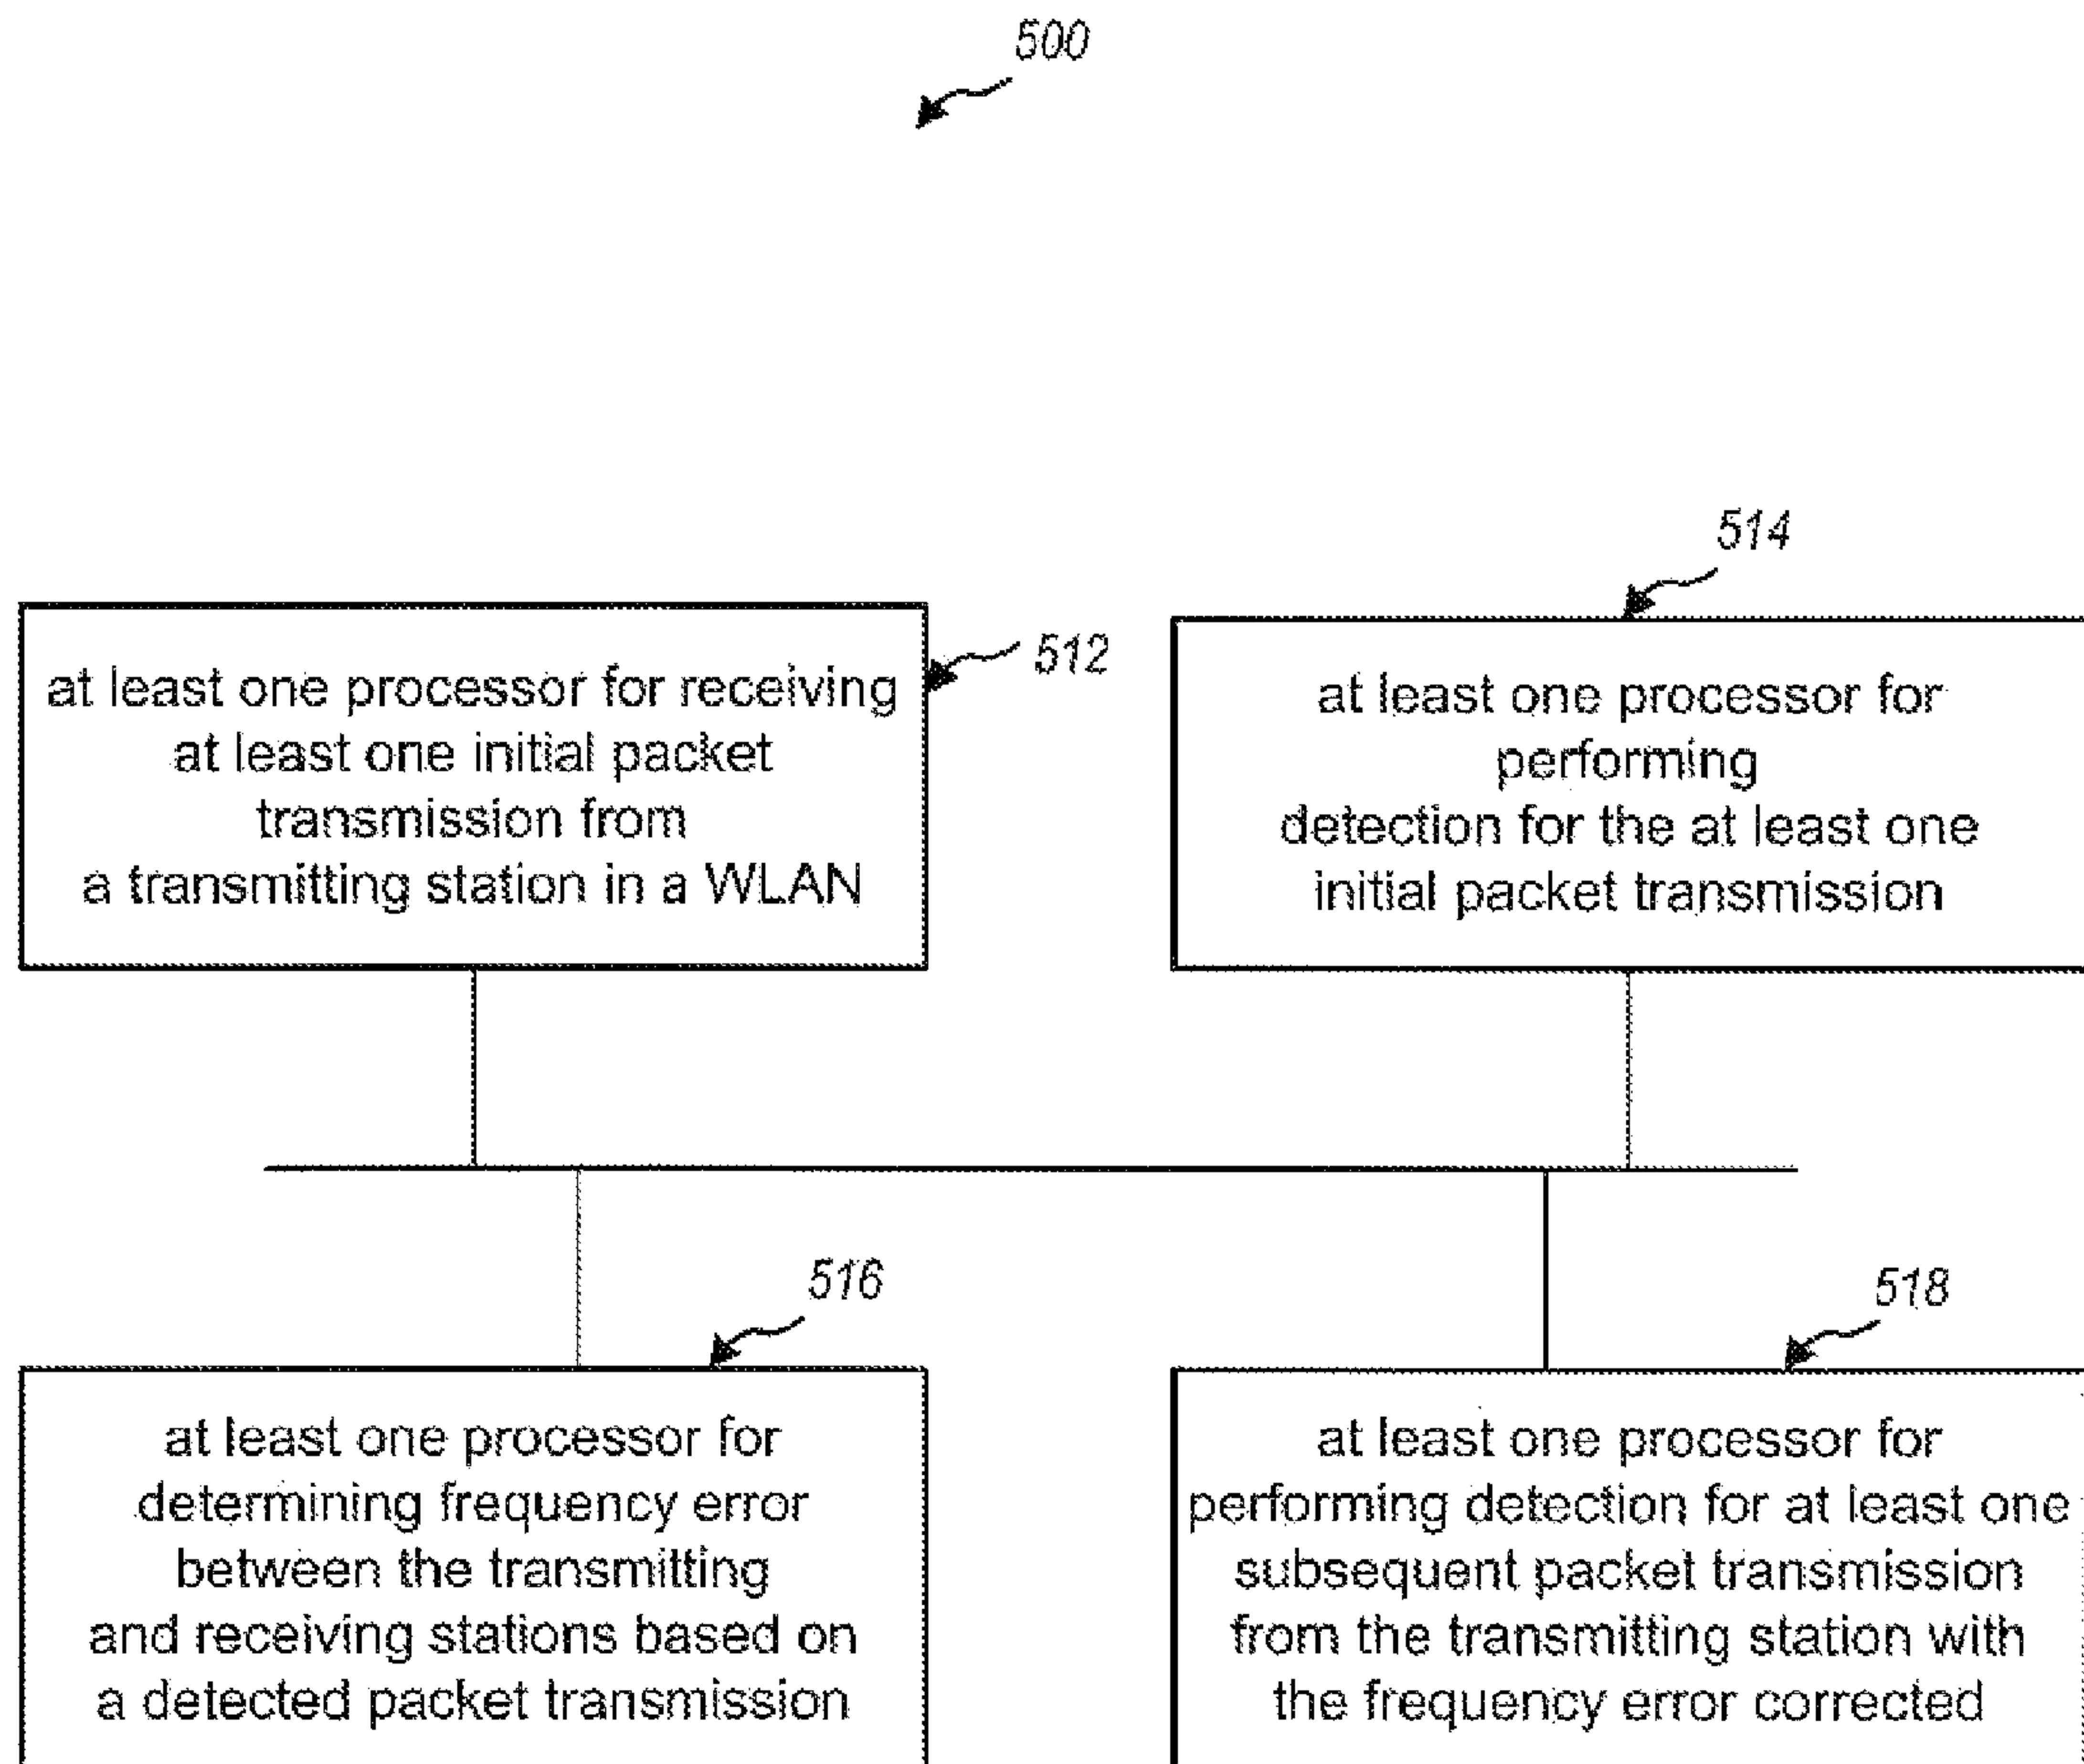 500
514
512
at least one processor for receiving
at least one initial packet
transmission from
a transmitting station in a WLAN
at least one processor for
performing
detection for the at least one
initial packet transmission
516
518
at least one processor for
determining frequency error
between the transmitting
and receiving stations based on
a detected packet transmission
at least one processor for
performing detection for at least one
subsequent packet transmission
from the transmitting station with
the frequency error corrected